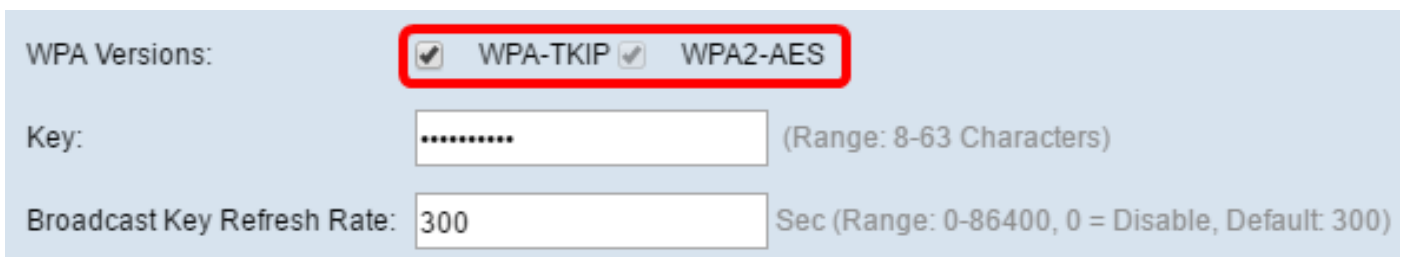 WPA Versions: WPA-TKIP WPA2-AES
Key: •••••••••• (Range: 8-63 Characters)
Broadcast Key Refresh Rate: 300 Sec (Range: 0-86400, 0 = Disable, Default: 300)